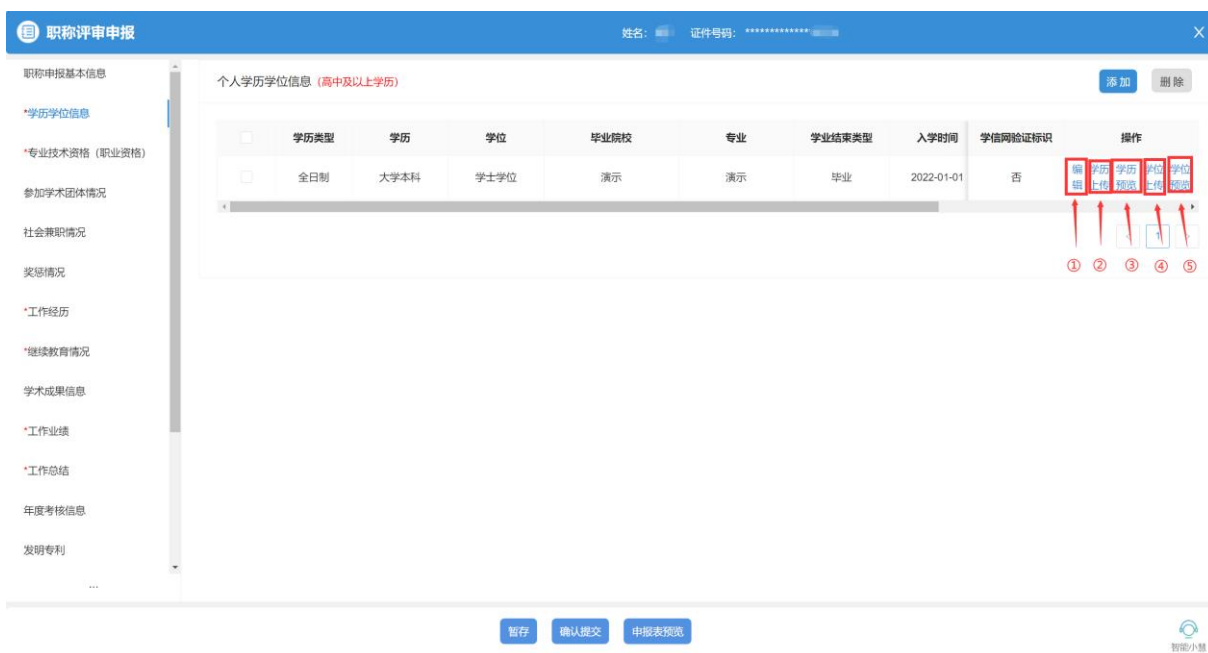 职称评审申报
姓名： 证件号码：*************
X
职称申报基本信息
*学历学位信息
*专业技术资格（职业资格）
参加学术团体情况
社会兼职情况
奖惩情况
*工作经历
*继续教育情况
学术成果信息
*工作业绩
*工作总结
年度考核信息
发明专利
...
个人学历学位信息（高中及以上学历）
添加 删除
学历类型 学历 学位 毕业院校 专业 学业结束类型 入学时间 学信网验证标识 操作
全日制 大学本科 学士学位 演示 演示 毕业 2022-01-01 否 编辑 学历上传 学历预览 学位上传 学位预览
< 1 >
① ② ③ ④ ⑤
暂存 确认提交 申报表预览
智能小慧